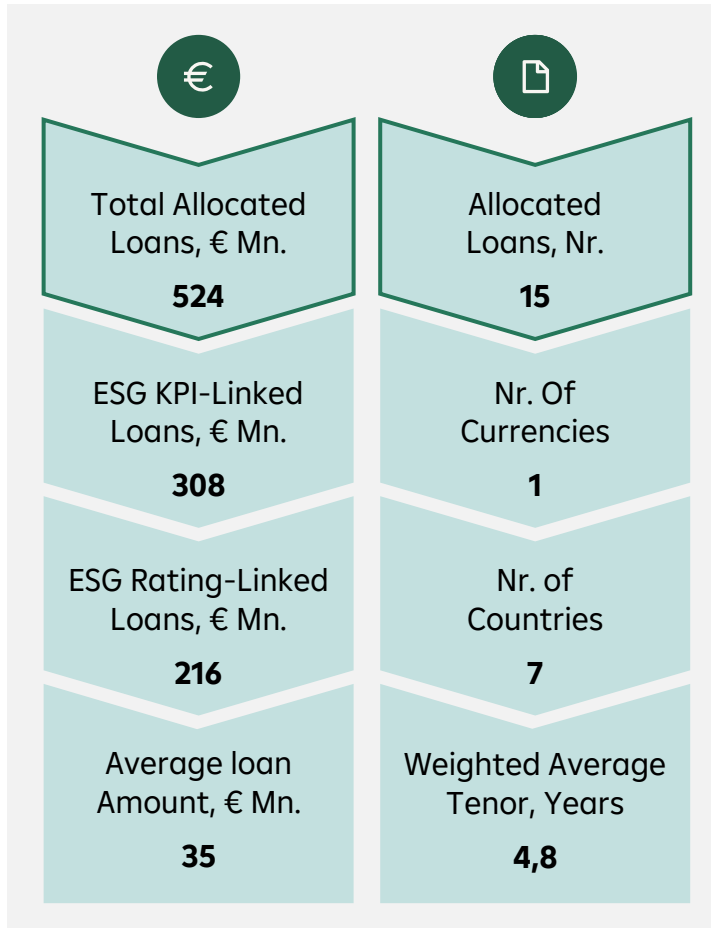 €
Total Allocated
Loans, € Mn.
524
ESG KPI-Linked
Loans, € Mn.
308
ESG Rating-Linked
Loans, € Mn.
216
Average loan
Amount, € Mn.
35
Allocated
Loans, Nr.
15
Nr. Of
Currencies
1
Nr. of
Countries
7
Weighted Average
Tenor, Years
4,8